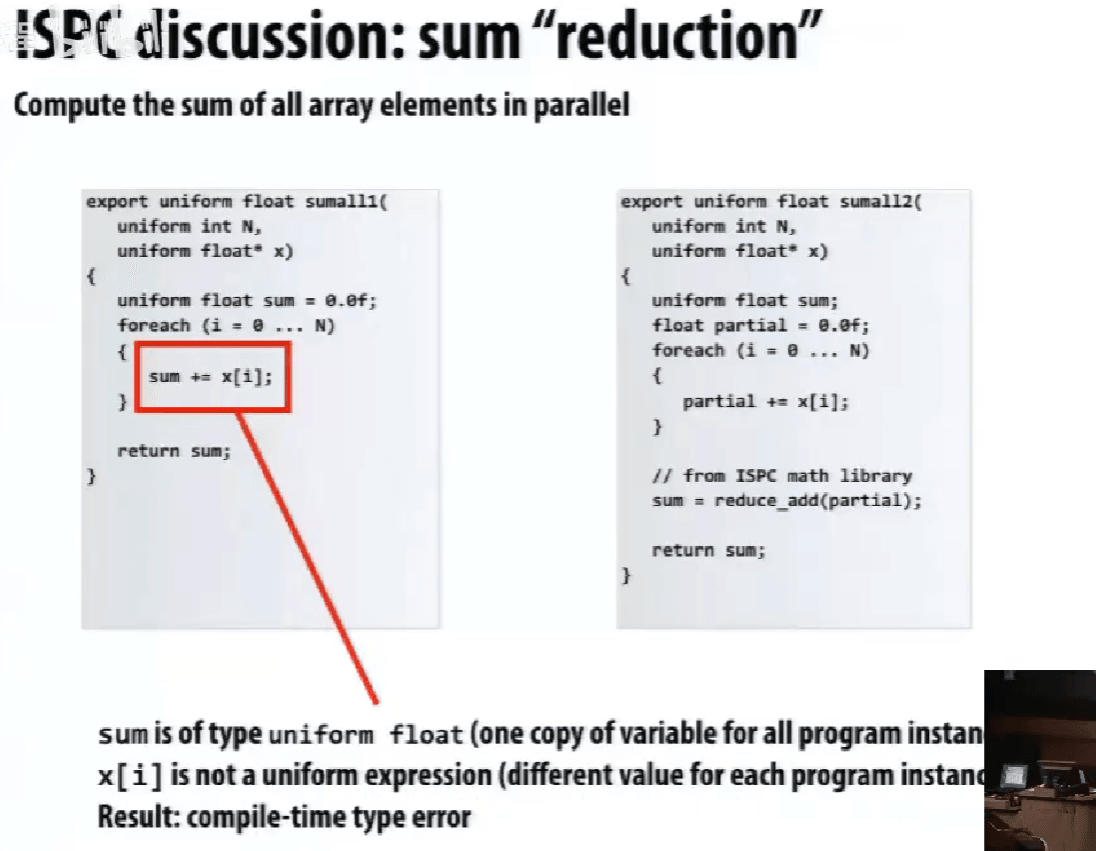 ISPC discussion: sum “reduction”
Compute the sum of all array elements in parallel
export uniform float sumall1(
uniform int N,
uniform float* x)
{
uniform float sum = 0.0f;
foreach (i = 0 ... N)
{
sum += x[i];
}
return sum;
}
export uniform float sumall2(
uniform int N,
uniform float* x)
{
uniform float sum;
float partial = 0.0f;
foreach (i = 0 ... N)
{
partial += x[i];
}
// from ISPC math library
sum = reduce_add(partial);
return sum;
}
sum is of type uniform float (one copy of variable for all program instan
x[i] is not a uniform expression (different value for each program instanc
Result: compile-time type error